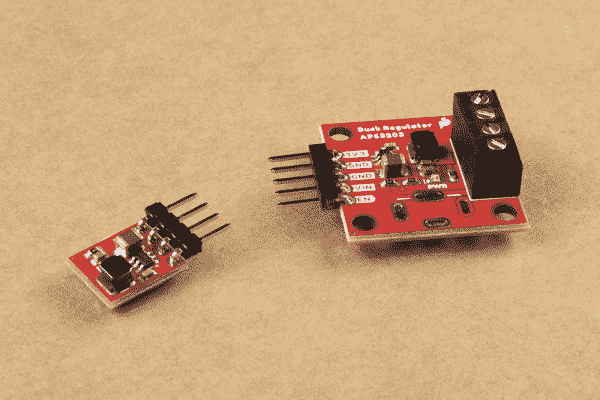 Buck Regulator
AP63203
3V3
GND
GND
VIN
EN
PWR